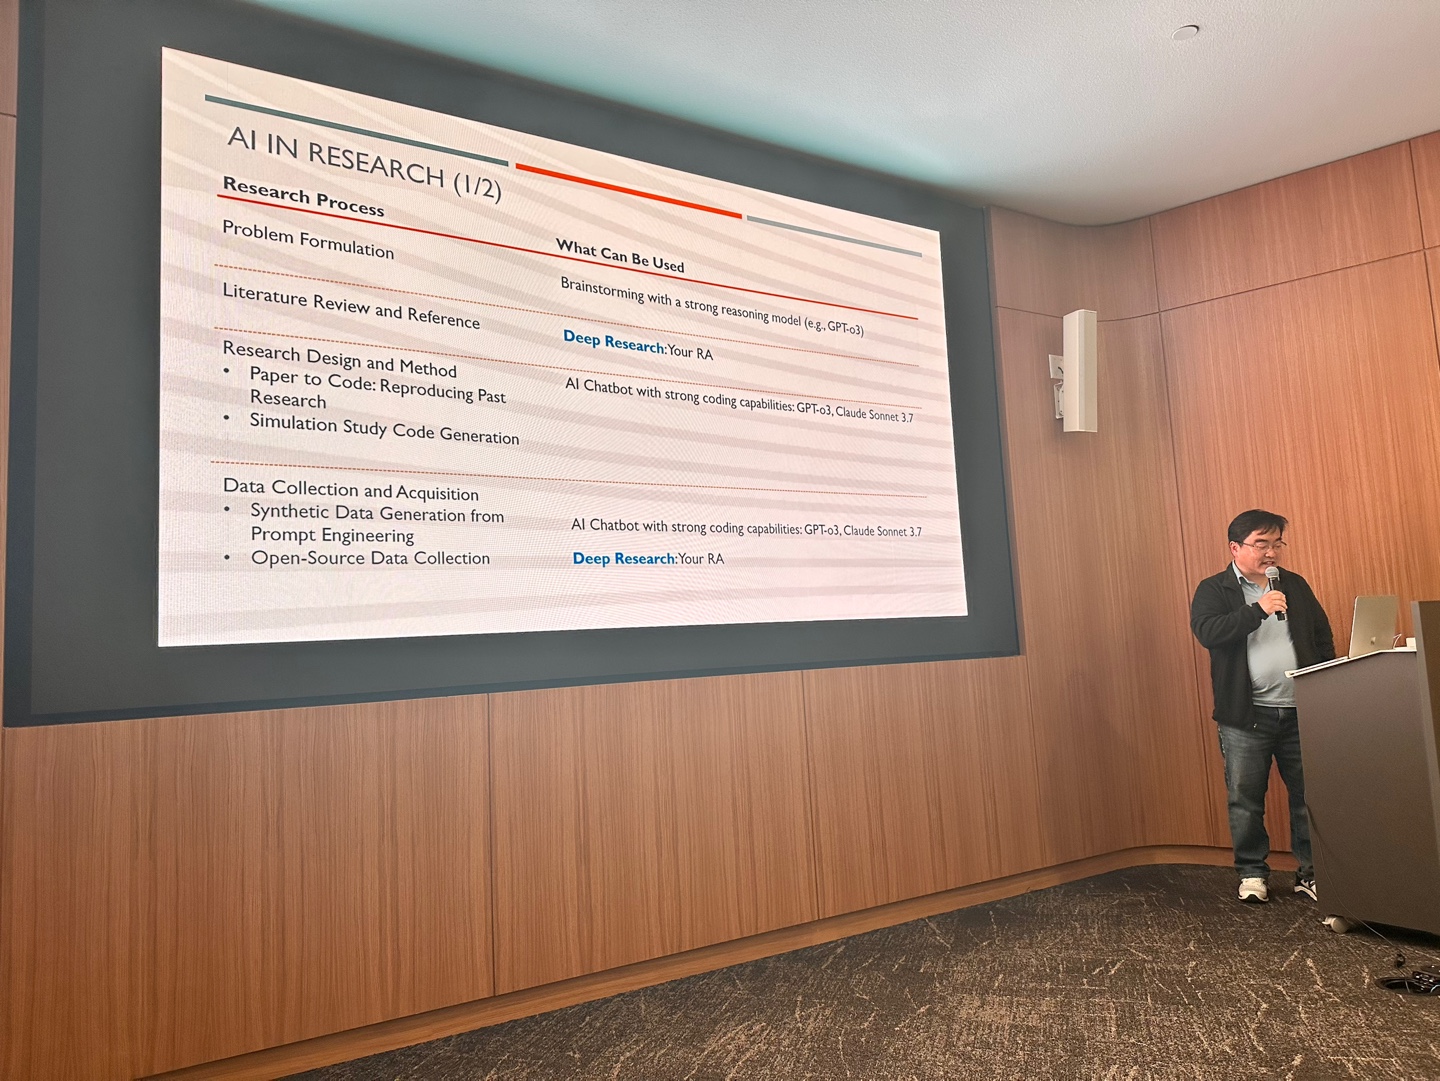 AI IN RESEARCH (1/2)
Research Process
What Can Be Used
Problem Formulation
Brainstorming with a strong reasoning model (e.g., GPT-o3)
Literature Review and Reference
Deep Research: Your RA
Research Design and Method
• Paper to Code: Reproducing Past
Research
• Simulation Study Code Generation
AI Chatbot with strong coding capabilities: GPT-o3, Claude Sonnet 3.7
Data Collection and Acquisition
• Synthetic Data Generation from
Prompt Engineering
• Open-Source Data Collection
AI Chatbot with strong coding capabilities: GPT-o3, Claude Sonnet 3.7
Deep Research: Your RA